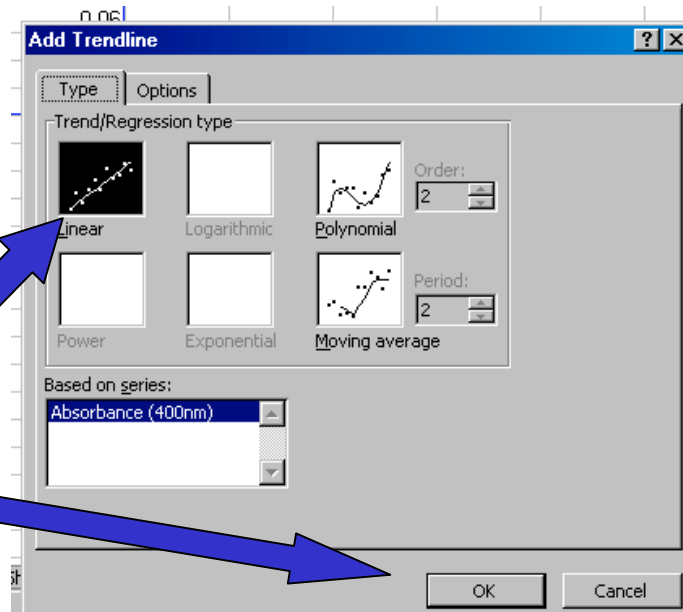 0.06
Add Trendline
Type Options
Trend/Regression type
Linear Logarithmic Polynomial Order: 2
Power Exponential Moving average Period: 2
Based on series:
Absorbance (400nm)
OK Cancel